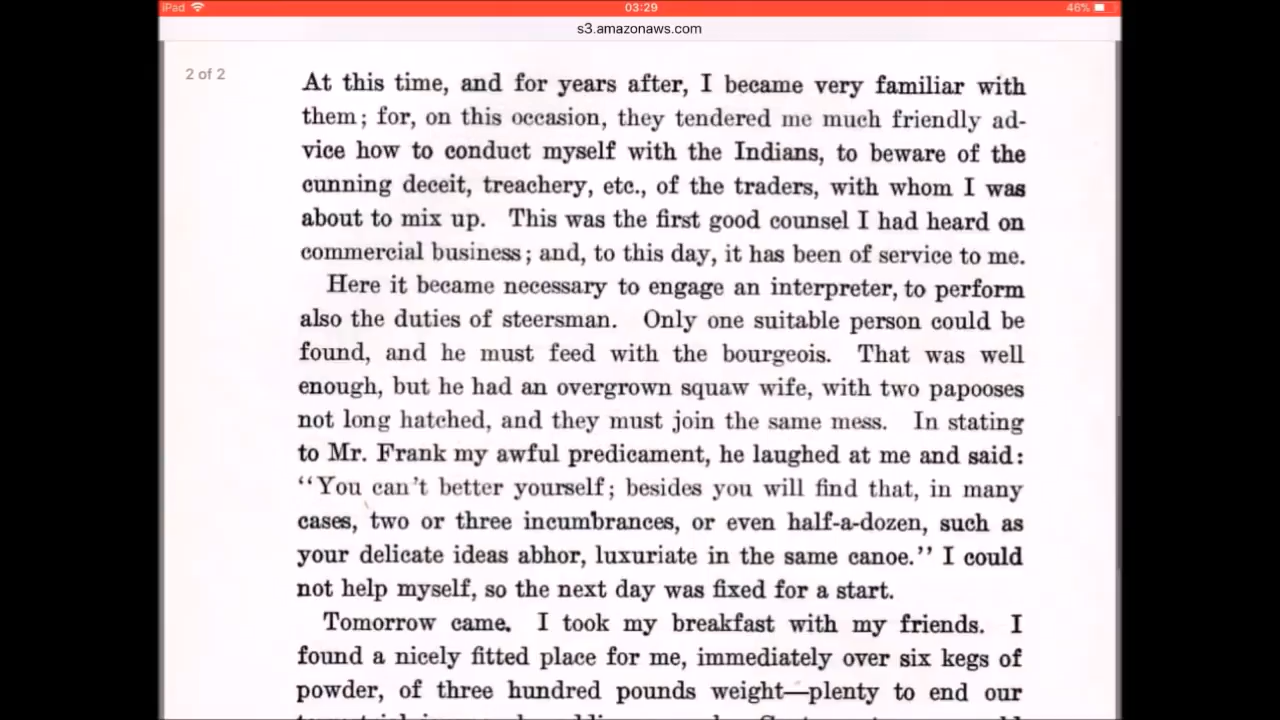 iPad 03:29 46%
s3.amazonaws.com
2 of 2
At this time, and for years after, I became very familiar with
them; for, on this occasion, they tendered me much friendly ad-
vice how to conduct myself with the Indians, to beware of the
cunning deceit, treachery, etc., of the traders, with whom I was
about to mix up. This was the first good counsel I had heard on
commercial business; and, to this day, it has been of service to me.
Here it became necessary to engage an interpreter, to perform
also the duties of steersman. Only one suitable person could be
found, and he must feed with the bourgeois. That was well
enough, but he had an overgrown squaw wife, with two papooses
not long hatched, and they must join the same mess. In stating
to Mr. Frank my awful predicament, he laughed at me and said:
“You can’t better yourself; besides you will find that, in many
cases, two or three incumbrances, or even half-a-dozen, such as
your delicate ideas abhor, luxuriate in the same canoe.” I could
not help myself, so the next day was fixed for a start.
Tomorrow came. I took my breakfast with my friends. I
found a nicely fitted place for me, immediately over six kegs of
powder, of three hundred pounds weight—plenty to end our